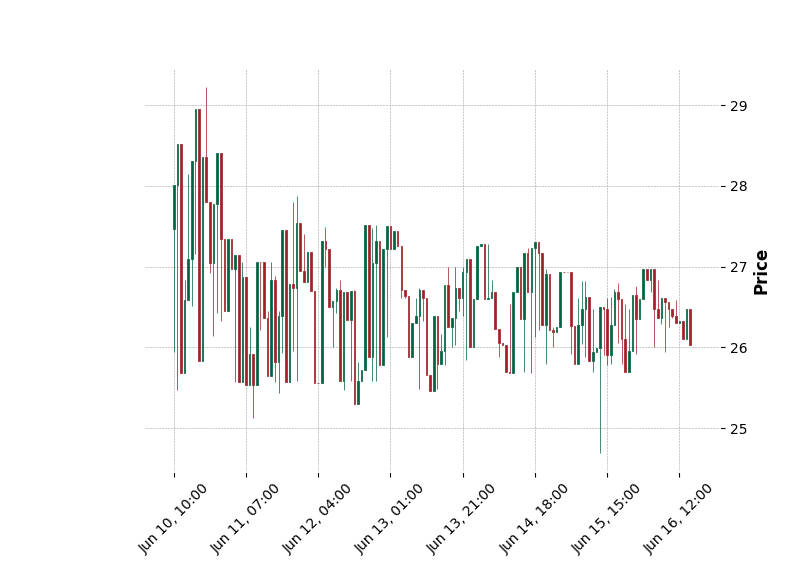 29
28
27
26
25
Price
Jun 10, 10:00
Jun 11, 07:00
Jun 12, 04:00
Jun 13, 01:00
Jun 13, 21:00
Jun 14, 18:00
Jun 15, 15:00
Jun 16, 12:00